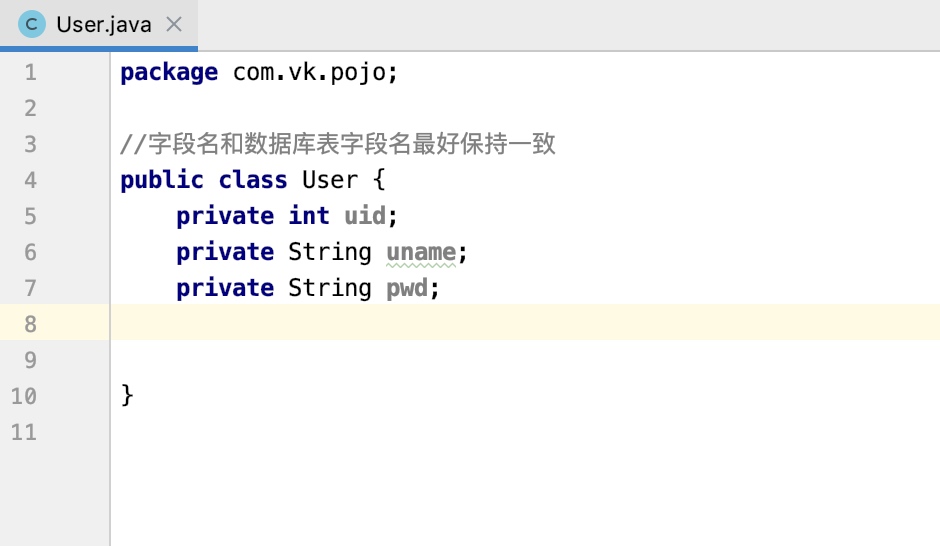 C User.java
1 package com.vk.pojo;
2
3 //字段名和数据库表字段名最好保持一致
4 public class User {
5     private int uid;
6     private String uname;
7     private String pwd;
8
9
10 }
11